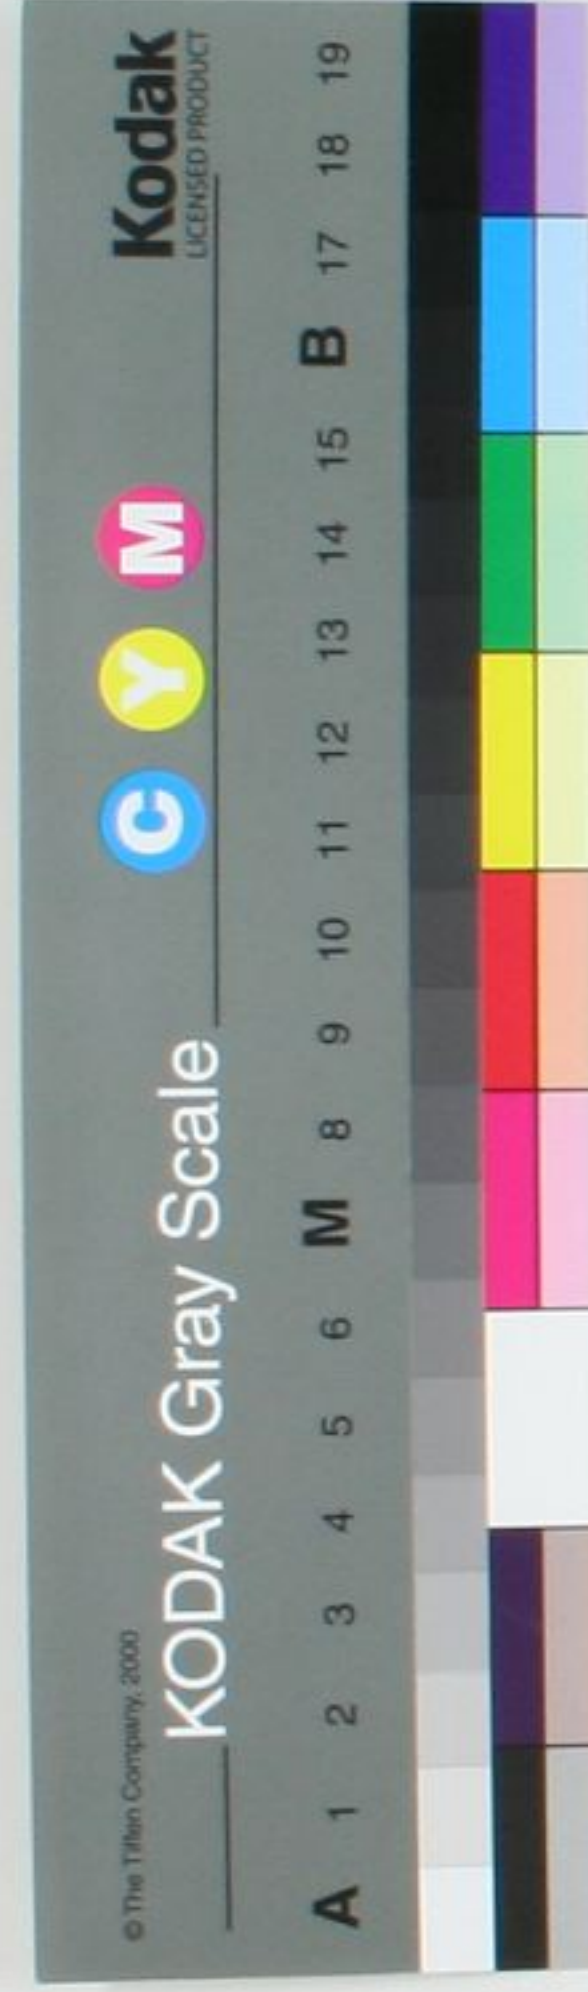 © The Tiffen Company, 2000
KODAK Gray Scale
C Y M
Kodak
LICENSED PRODUCT
A 1 2 3 4 5 6 M 8 9 10 11 12 13 14 15 B 17 18 19